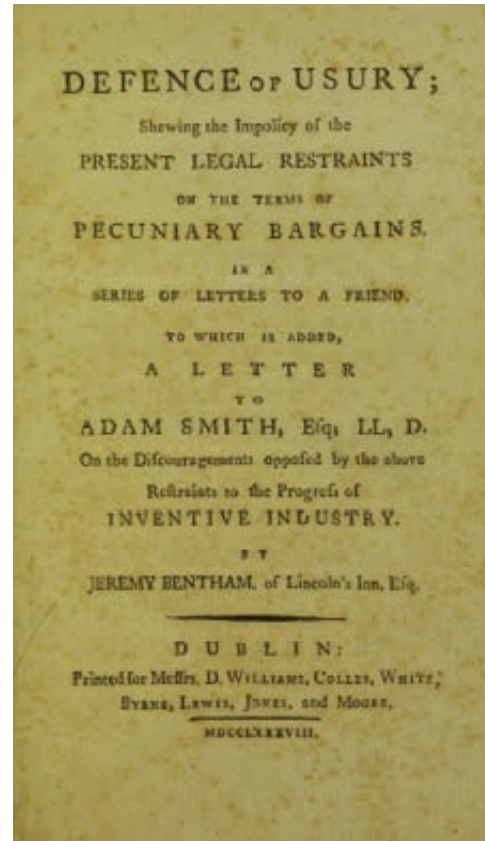 DEFENCE OF USURY;
Shewing the Impolicy of the
PRESENT LEGAL RESTRAINTS
ON THE TERMS OF
PECUNIARY BARGAINS.
IN A
SERIES OF LETTERS TO A FRIEND.
TO WHICH IS ADDED,
A LETTER
TO
ADAM SMITH, Eſq; LL, D.
On the Diſcouragements oppoſed by the above
Reſtraints to the Progreſs of
INVENTIVE INDUSTRY.
BY
JEREMY BENTHAM, of Lincoln's Inn, Eſq.
DUBLIN:
Printed for Meſſrs. D. WILLIAMS, COLLES, WHITE,
BYRNE, LEWIS, JONES, and MOORE.
MDCCLXXXVIII.